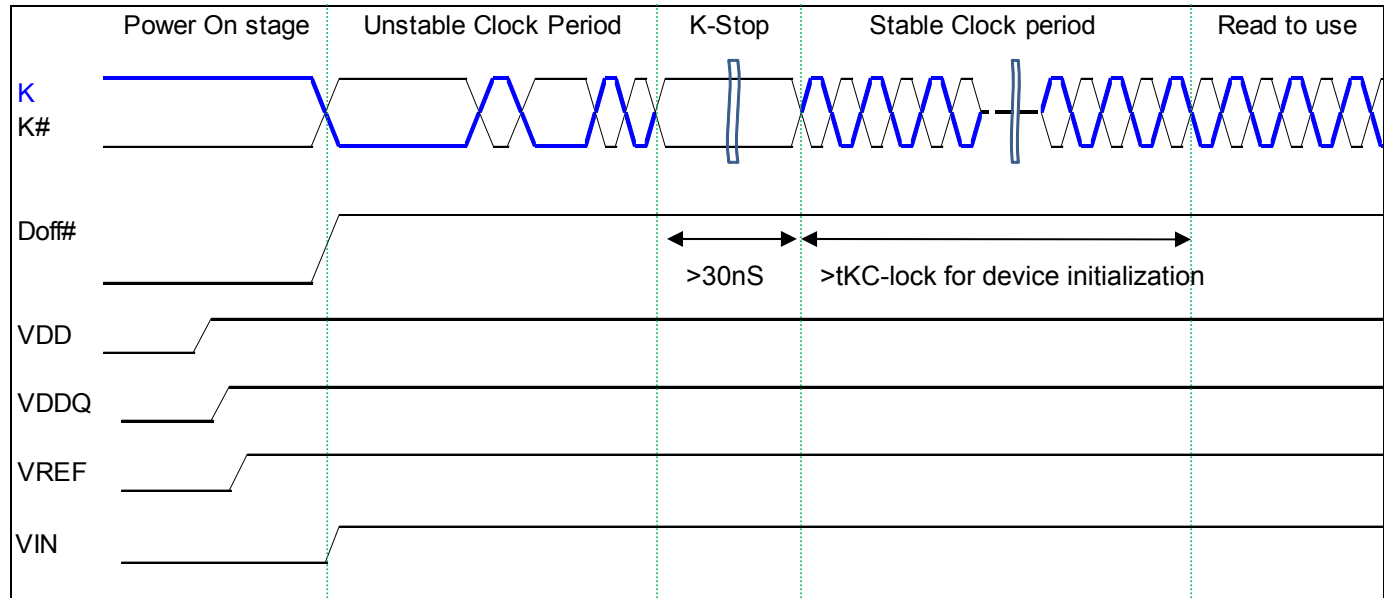 Power On stage
Unstable Clock Period
K-Stop
Stable Clock period
Read to use
K
K#
Doff#
>30nS
>tKC-lock for device initialization
VDD
VDDQ
VREF
VIN